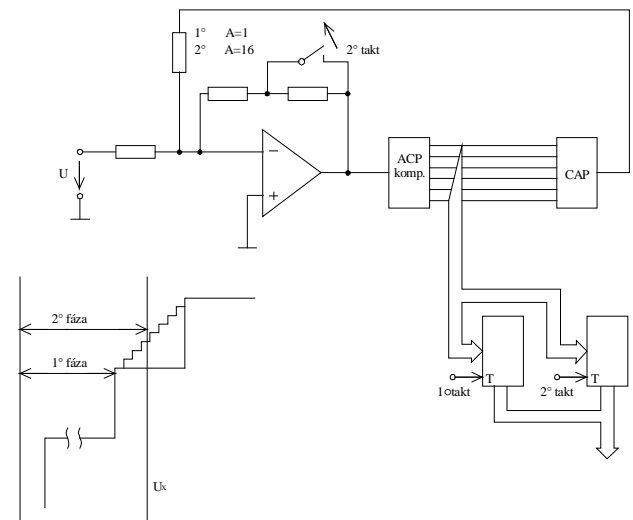 1° A=1
2° A=16
2° takt
U
−
+
ACP
komp.
CAP
2° fáza
1° fáza
Ux
T
T
1○takt
2° takt